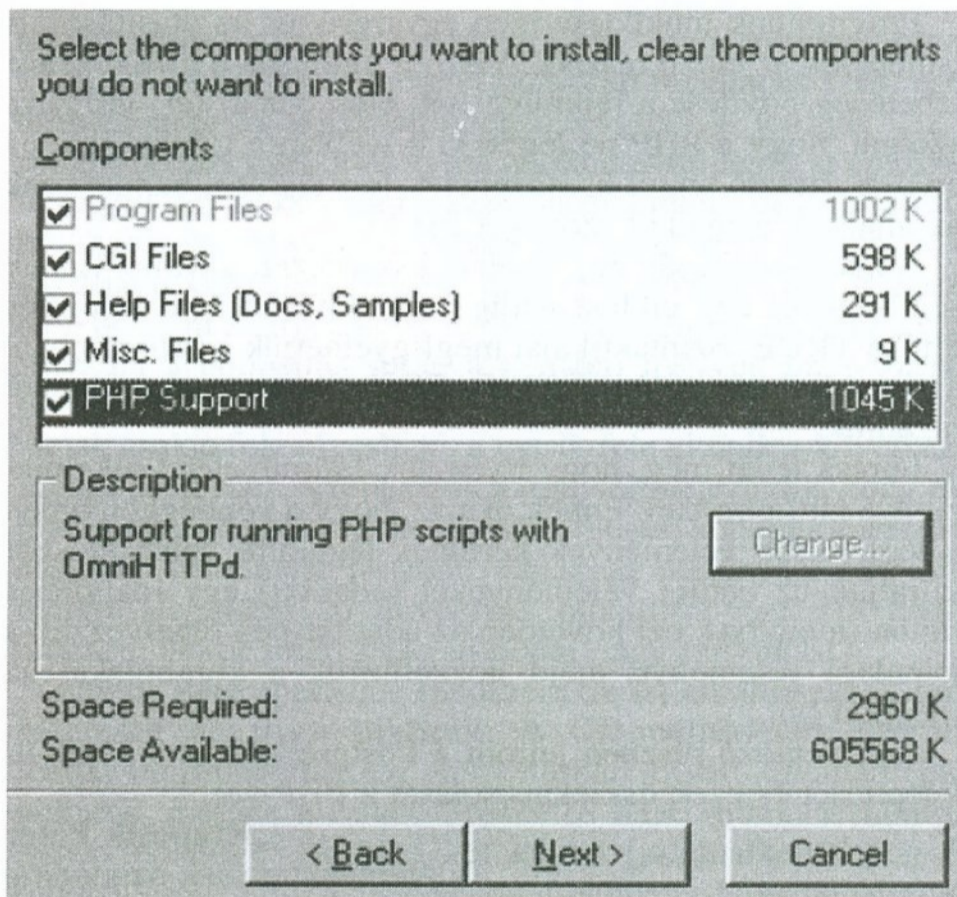 Select the components you want to install, clear the components
you do not want to install.
Components
Program Files 1002 K
CGI Files 598 K
Help Files (Docs, Samples) 291 K
Misc. Files 9 K
PHP Support 1045 K
Description
Support for running PHP scripts with
OmniHTTPd.
Change...
Space Required: 2960 K
Space Available: 605568 K
< Back Next > Cancel